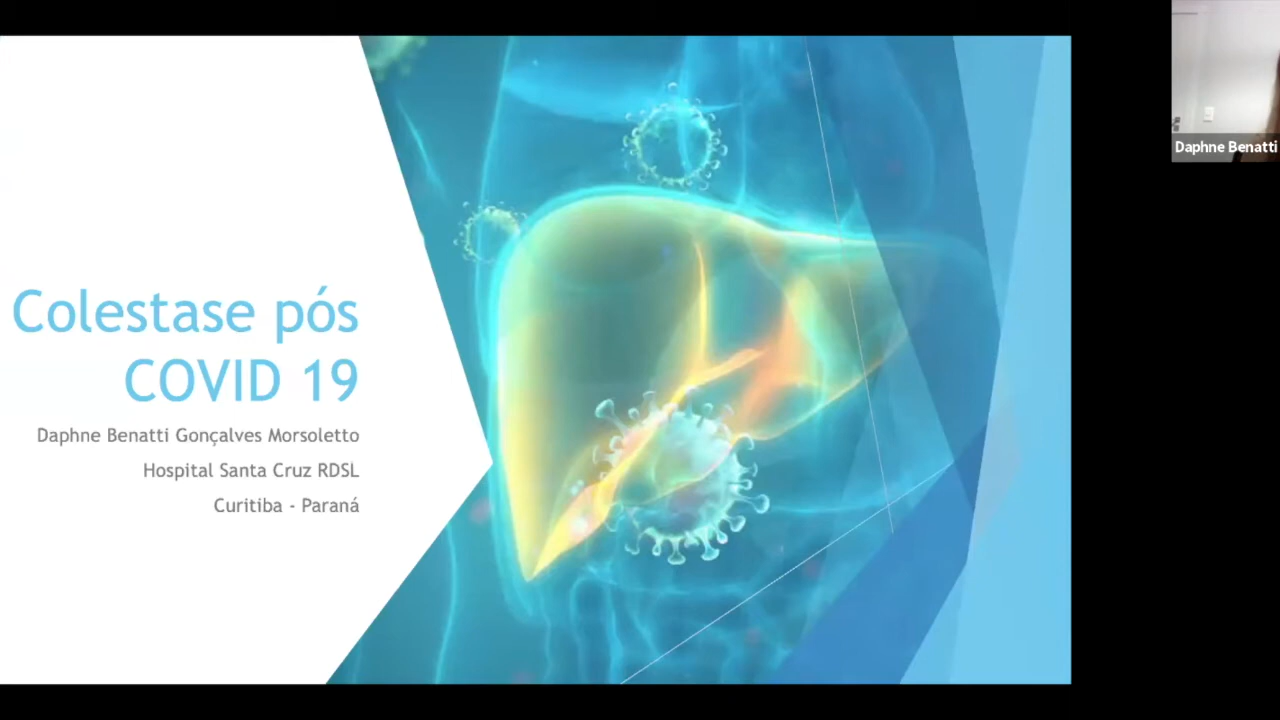 Colestase pós
COVID 19
Daphne Benatti Gonçalves Morsoletto
Hospital Santa Cruz RDSL
Curitiba - Paraná
Daphne Benatti